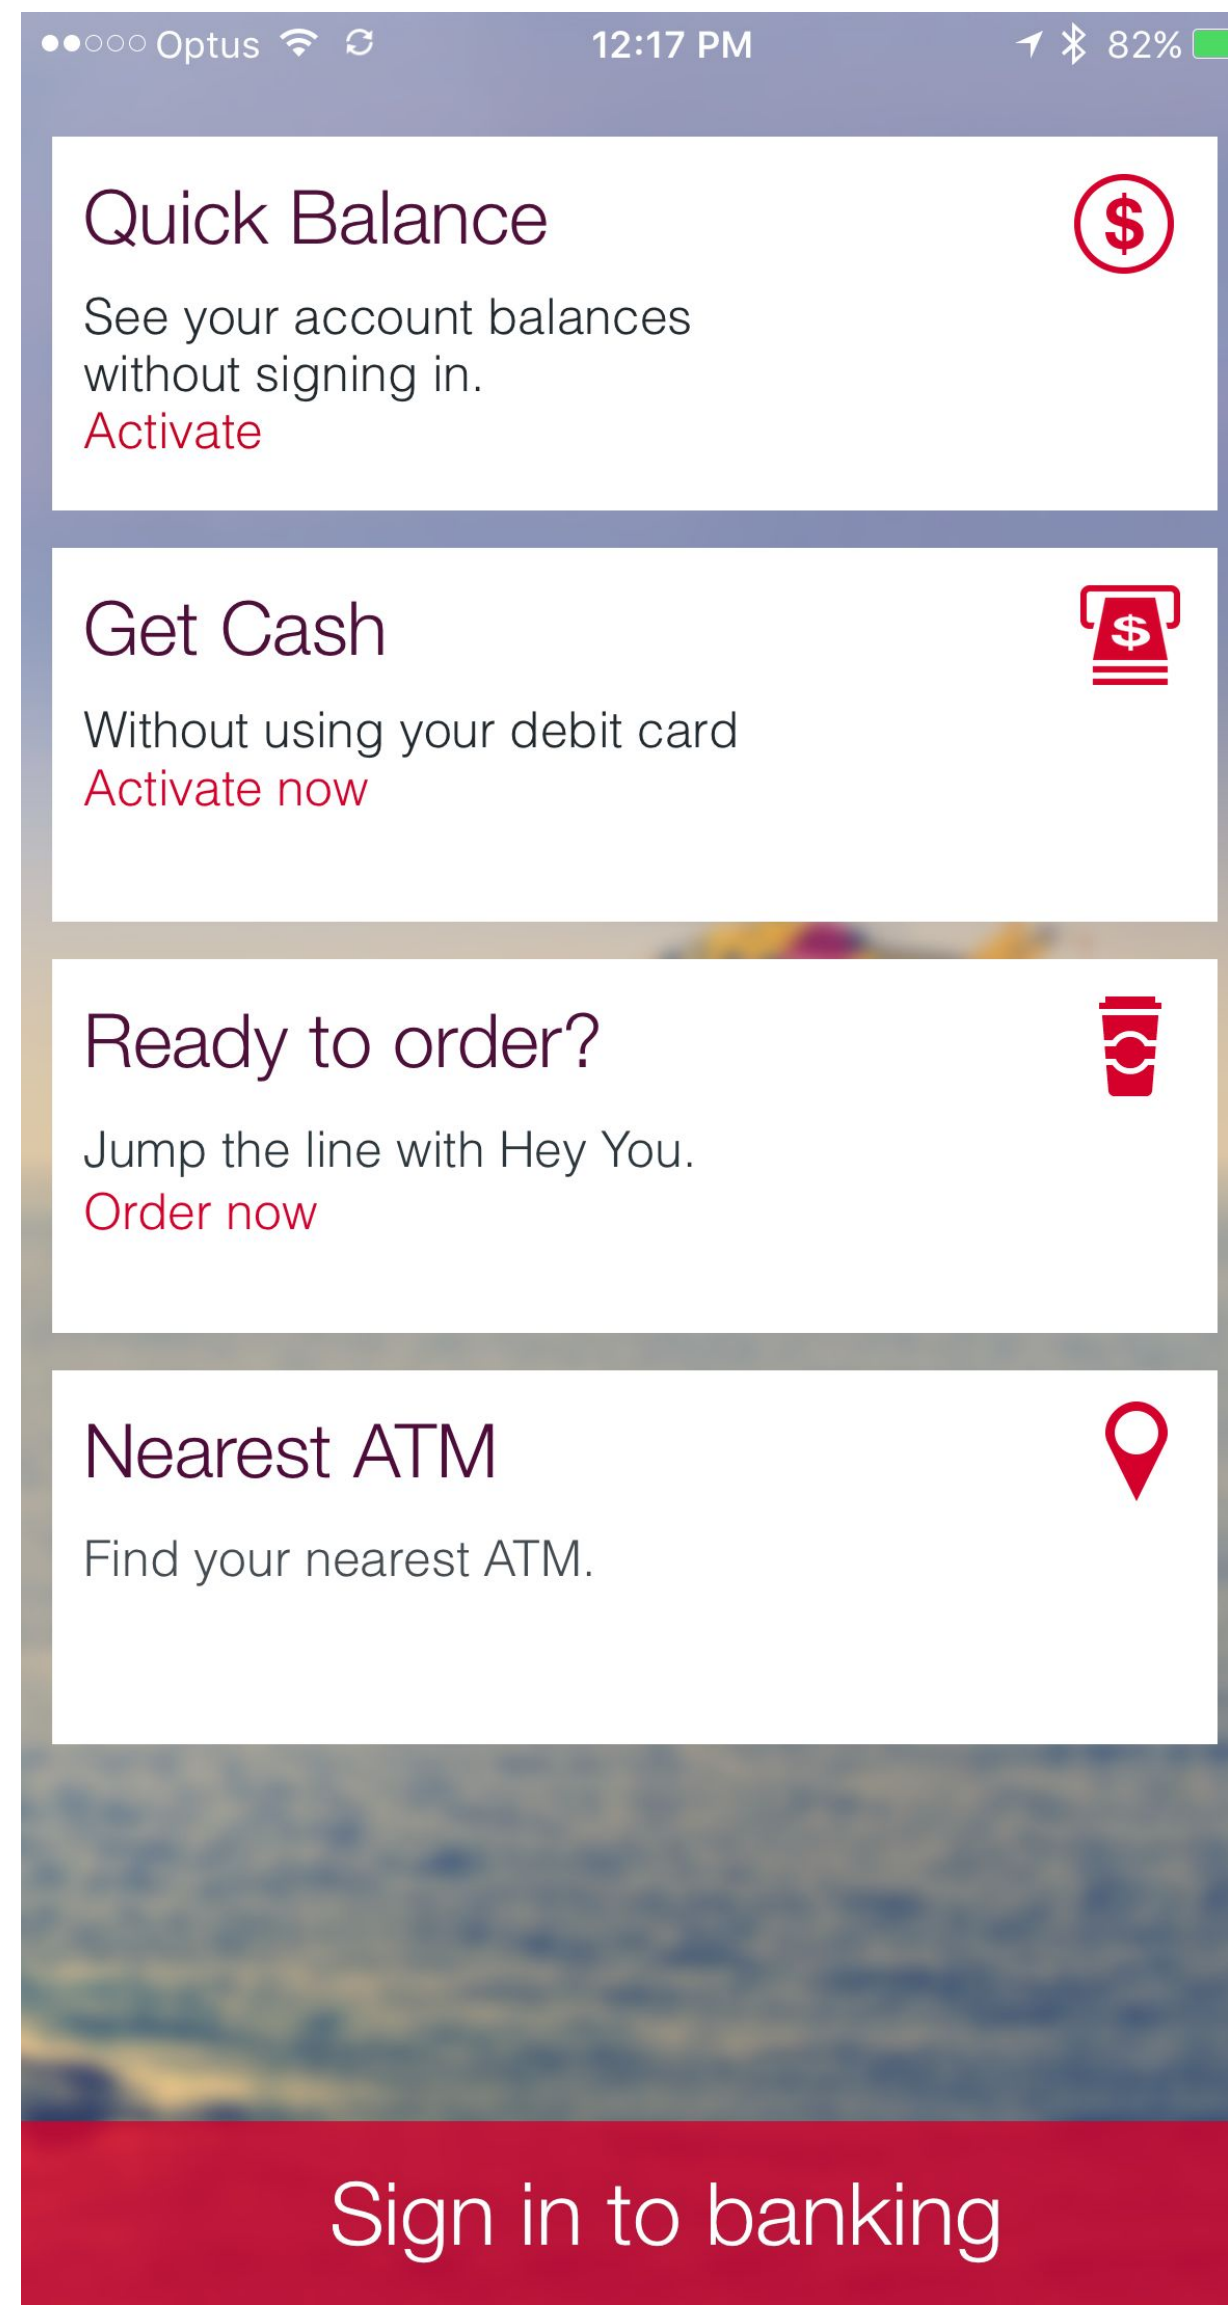 Optus 12:17 PM 82%
Quick Balance
See your account balances
without signing in.
Activate
Get Cash
Without using your debit card
Activate now
Ready to order?
Jump the line with Hey You.
Order now
Nearest ATM
Find your nearest ATM.
Sign in to banking